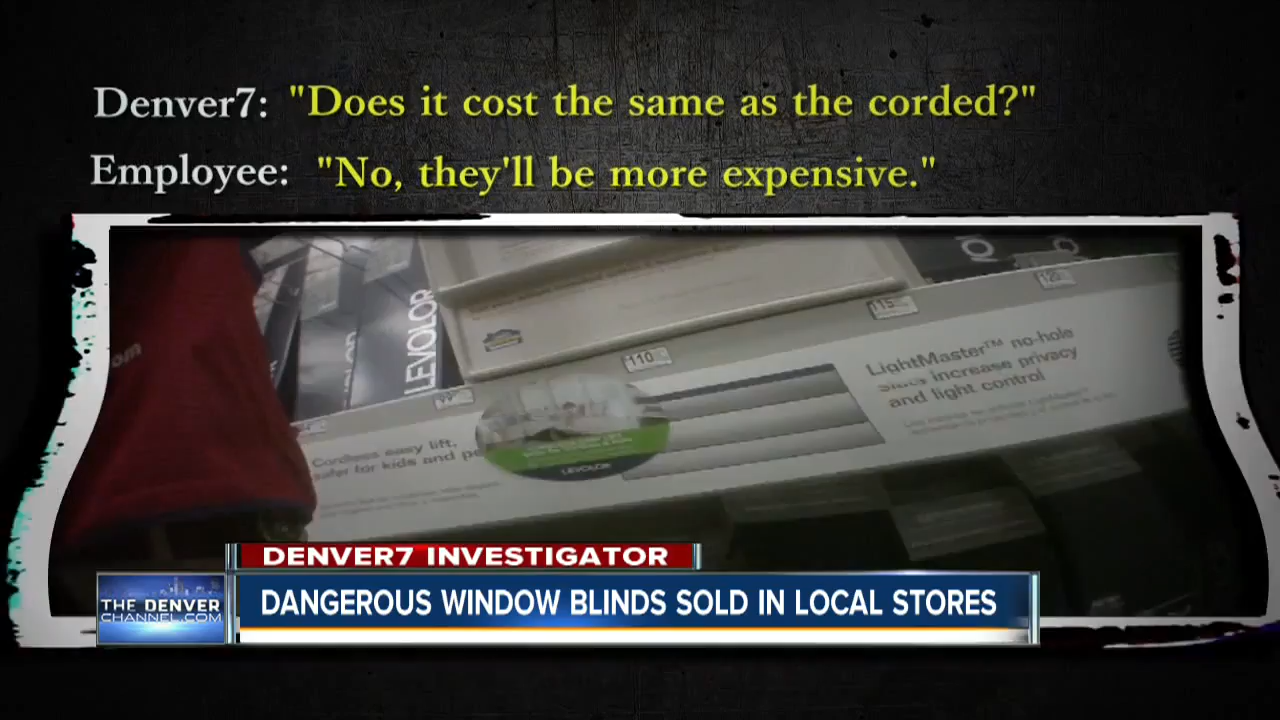 Denver7: "Does it cost the same as the corded?"
Employee: "No, they'll be more expensive."
.com
LEVOLOR
110
115
120
LightMaster™ no-hole
slats increase privacy
and light control
Cordless easy lift,
safer for kids and
LEVOLOR
DENVER7 INVESTIGATOR
THE DENVER
CHANNEL.COM
DANGEROUS WINDOW BLINDS SOLD IN LOCAL STORES